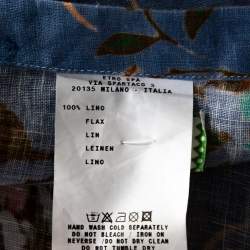 ETRO SPA
VIA SPARTACO 3
20135 MILANO - ITALIA
100% LINO
FLAX
LIN
LEINEN
LINO
HAND WASH COLD SEPARATELY
DO NOT BLEACH / IRON ON
REVERSE / DO NOT DRY CLEAN
DO NOT TUMBLE DRY